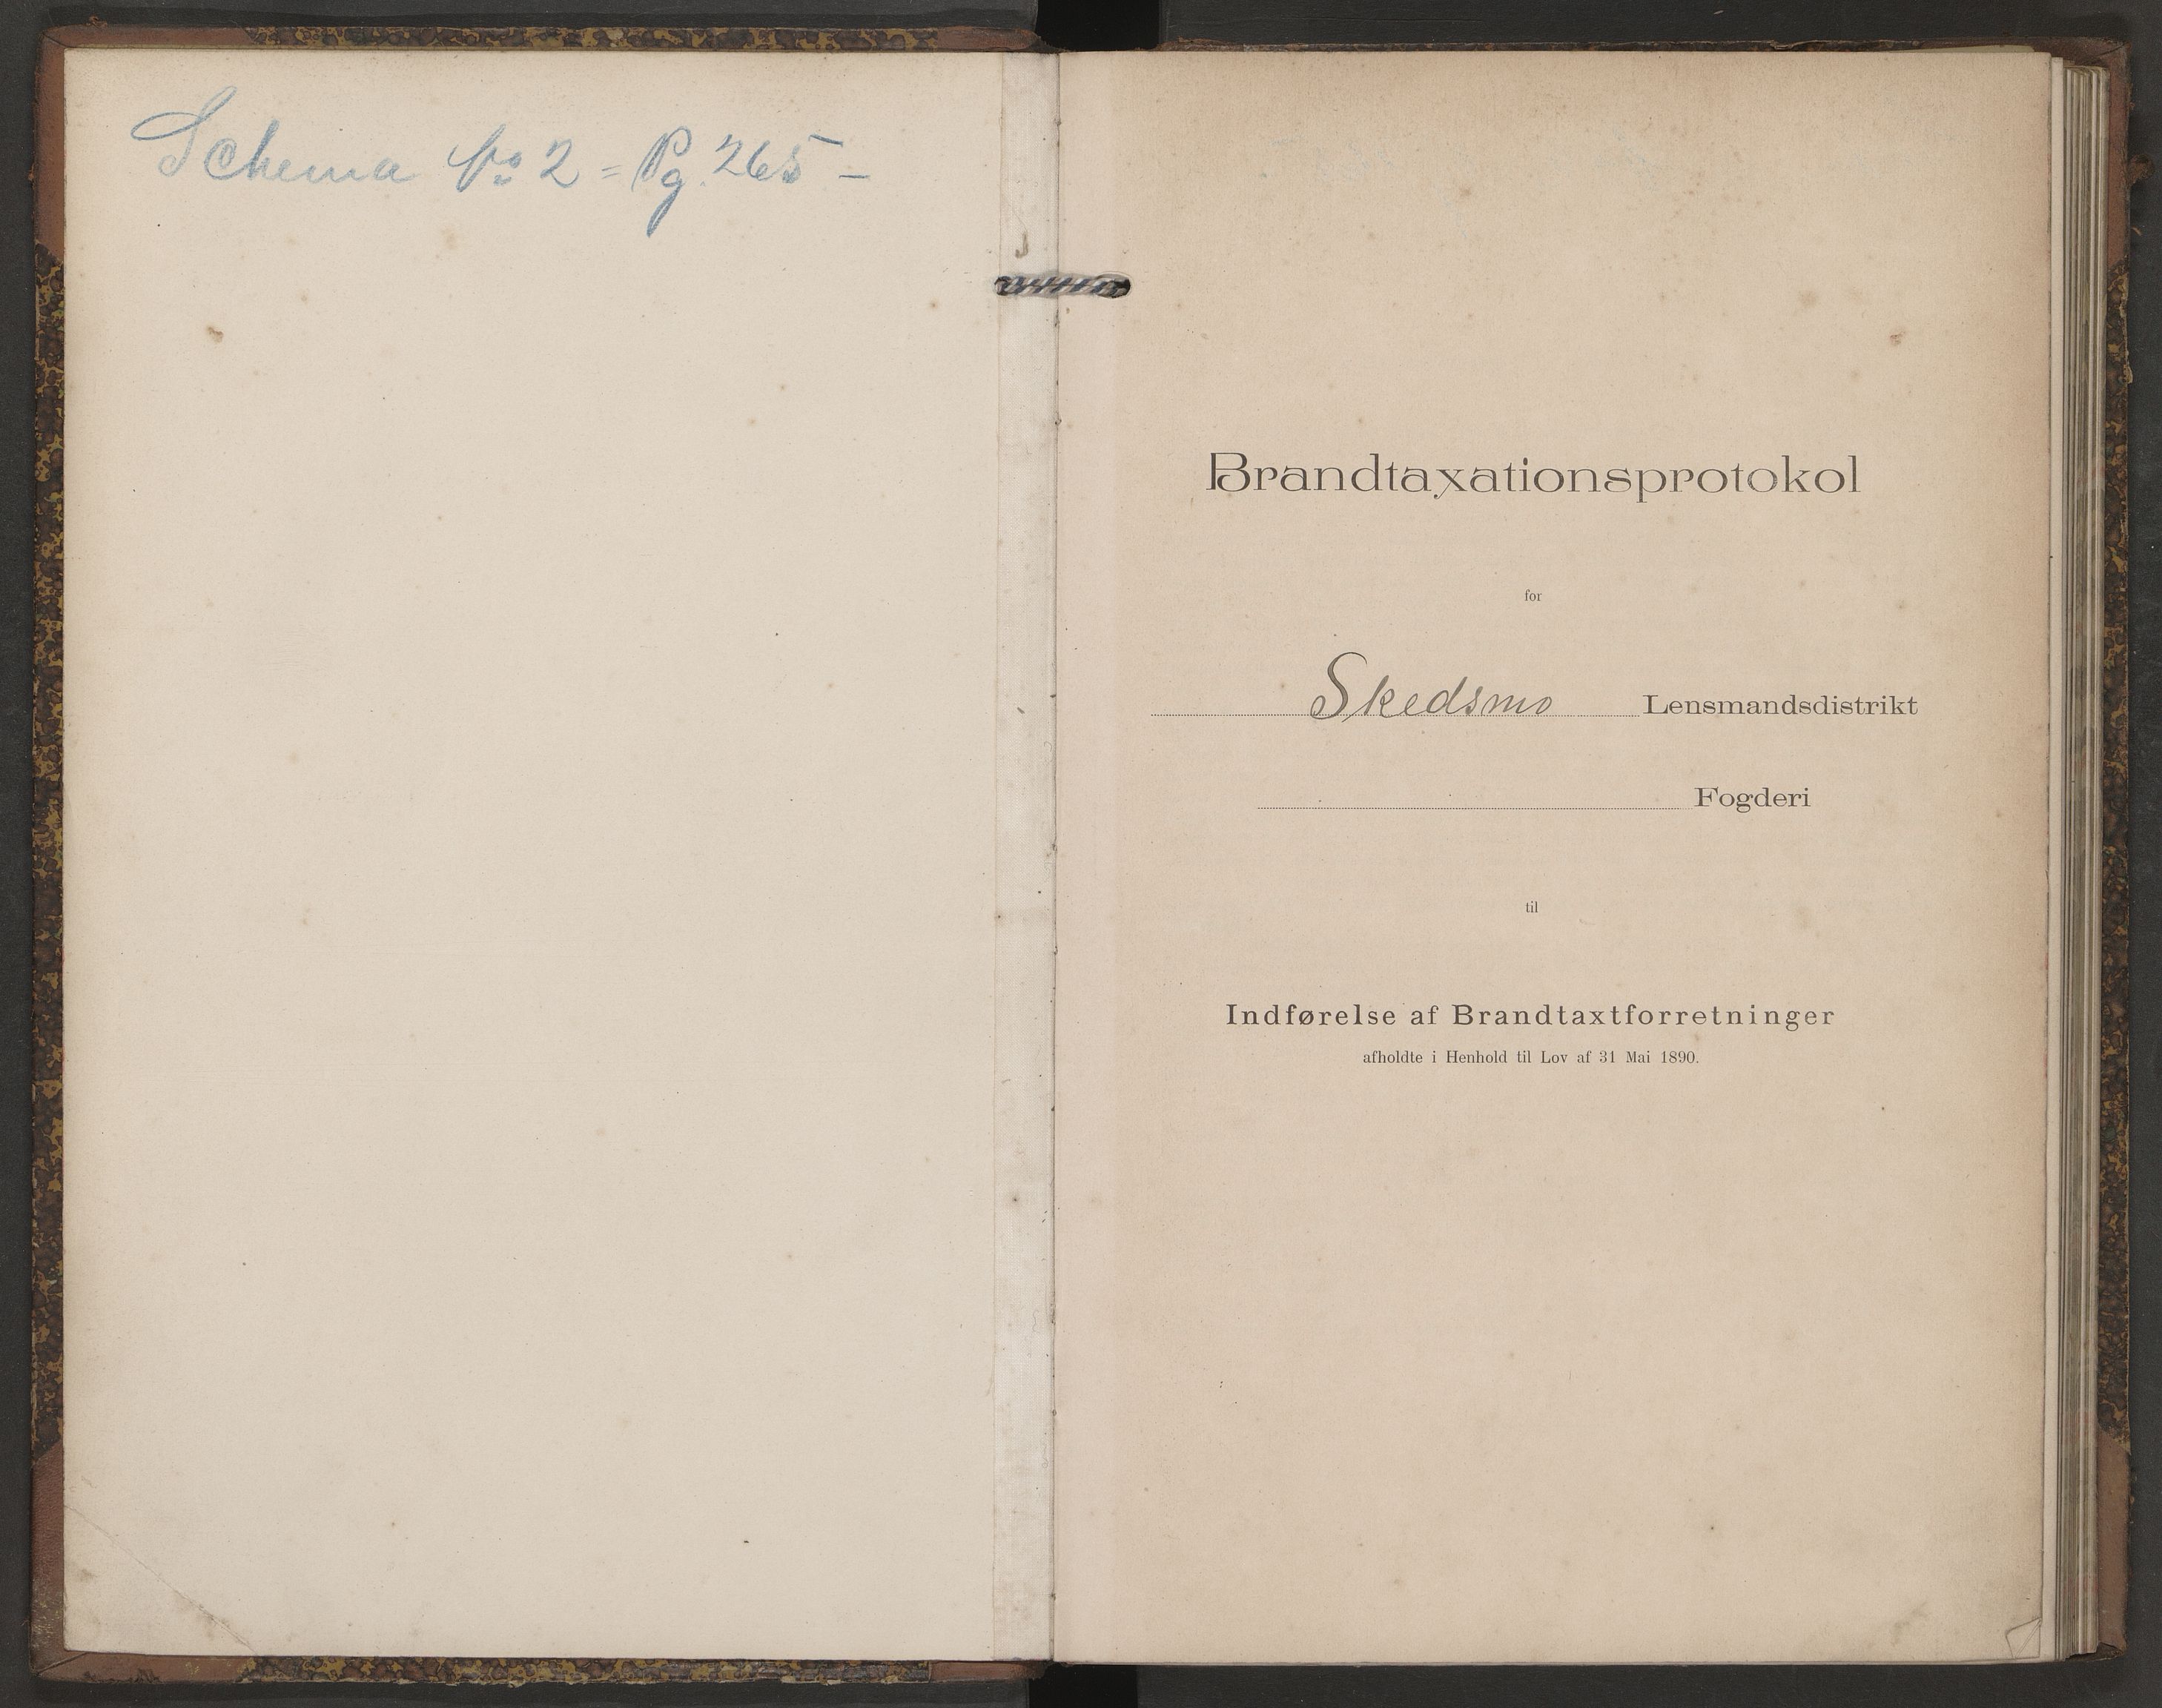 Schema No 2 = Pg. 265 –
Brandtaxationsprotokol
for
Skedsmo Lensmandsdistrikt
Fogderi
til
Indførelse af Brandtaxtforretninger
afholdte i Henhold til Lov af 31 Mai 1890.